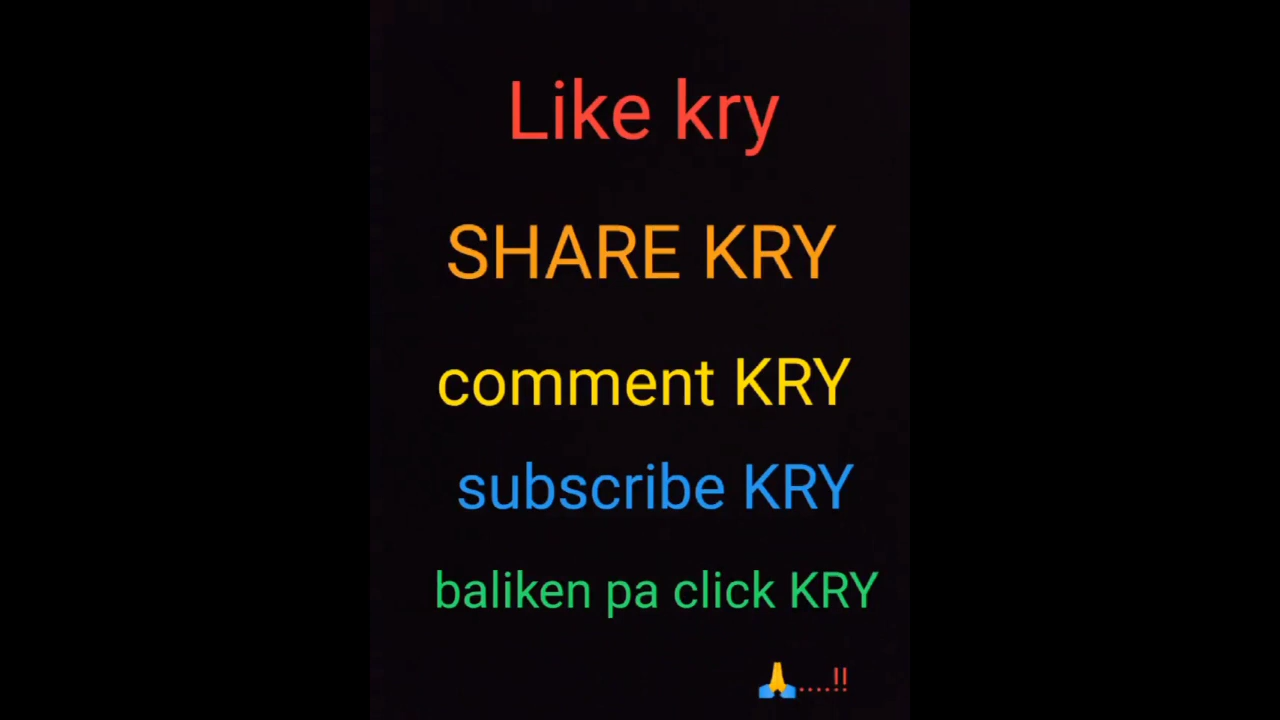 Like kry
SHARE KRY
comment KRY
subscribe KRY
baliken pa click KRY
🙏....!!